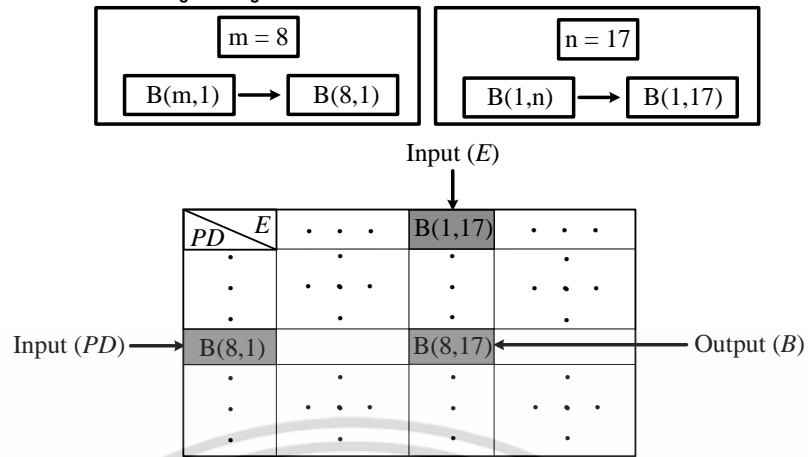 m = 8
B(m,1) B(8,1)
n = 17
B(1,n) B(1,17)
Input (E)
PD E . . . B(1,17) . . .
Input (PD) B(8,1) B(8,17) Output (B)